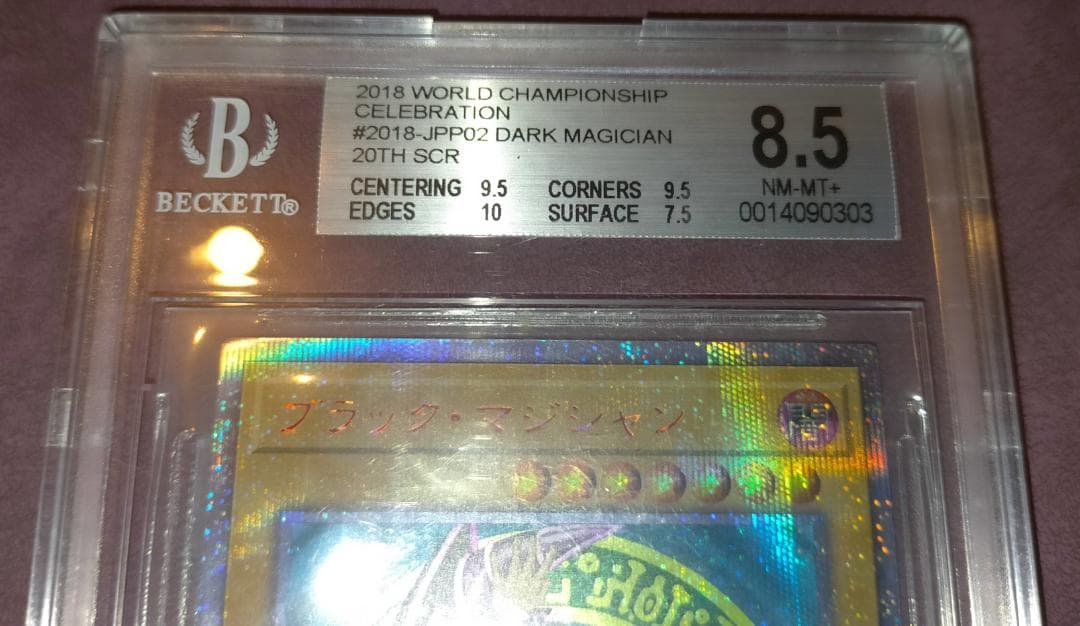 B
BECKETT®
2018 WORLD CHAMPIONSHIP
CELEBRATION
#2018-JPP02 DARK MAGICIAN
20TH SCR
CENTERING 9.5 CORNERS 9.5
EDGES 10 SURFACE 7.5
8.5
NM-MT+
0014090303
ブラック・マジシャン
闇